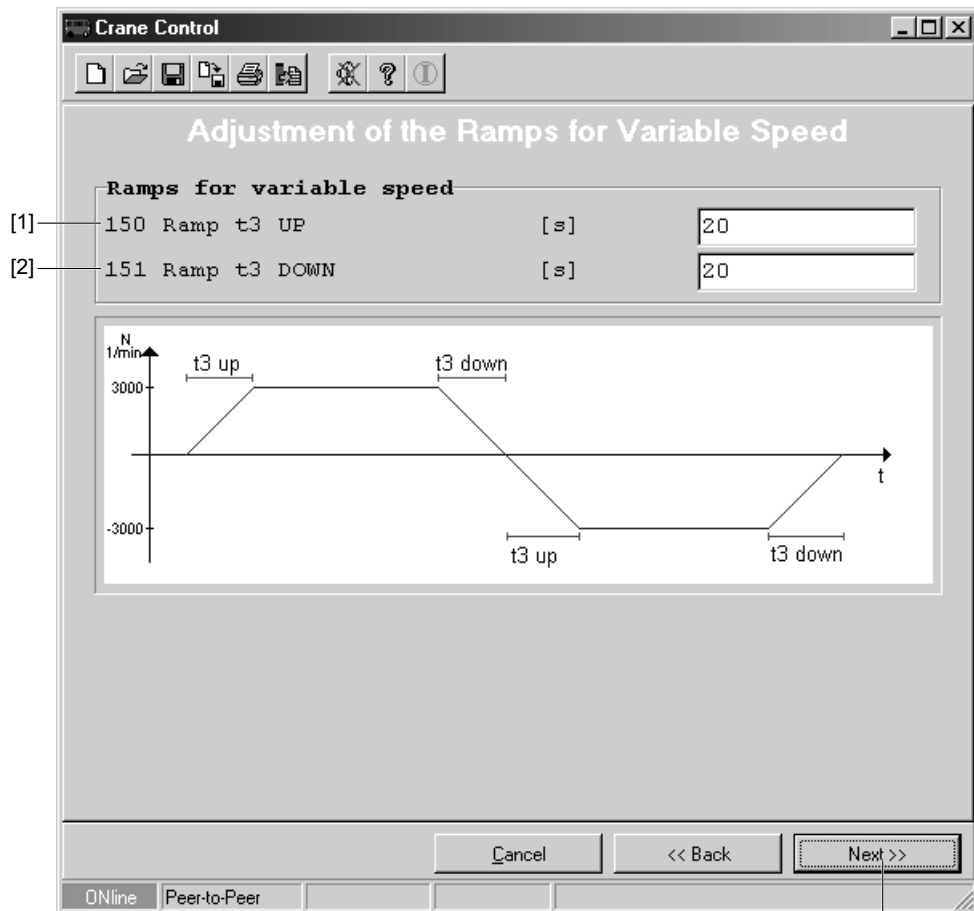 Crane Control
Adjustment of the Ramps for Variable Speed
Ramps for variable speed
[1] 150 Ramp t3 UP [s] 20
[2] 151 Ramp t3 DOWN [s] 20
N
1/min
t3 up t3 down
3000
t
-3000
t3 up t3 down
Cancel << Back Next >>
ONline Peer-to-Peer